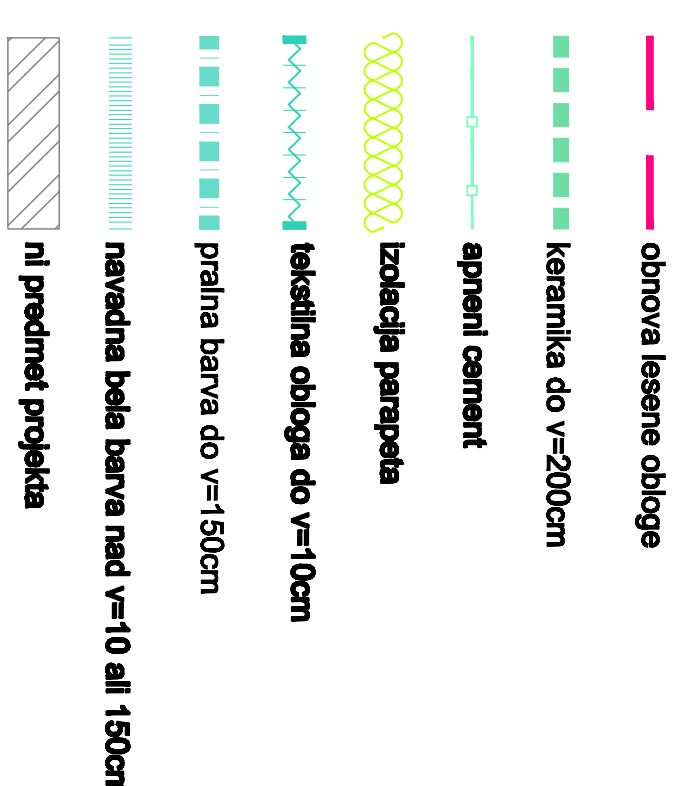 obnova lesene obloge
keramika do v=200cm
apneni cement
izolacija parapeta
tekstilna obloga do v=10cm
pralna barva do v=150cm
navadna bela barva nad v=10 ali 150cm
ni predmet projekta